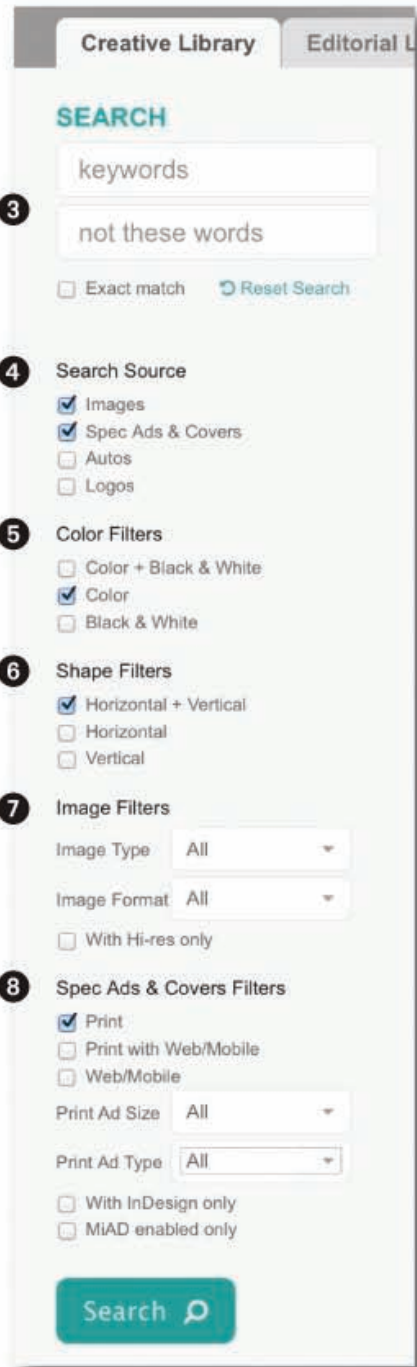 Creative Library Editorial L
SEARCH
keywords
3
not these words
Exact match Reset Search
4 Search Source
Images
Spec Ads & Covers
Autos
Logos
5 Color Filters
Color + Black & White
Color
Black & White
6 Shape Filters
Horizontal + Vertical
Horizontal
Vertical
7 Image Filters
Image Type All
Image Format All
With Hi-res only
8 Spec Ads & Covers Filters
Print
Print with Web/Mobile
Web/Mobile
Print Ad Size All
Print Ad Type All
With InDesign only
MiAD enabled only
Search